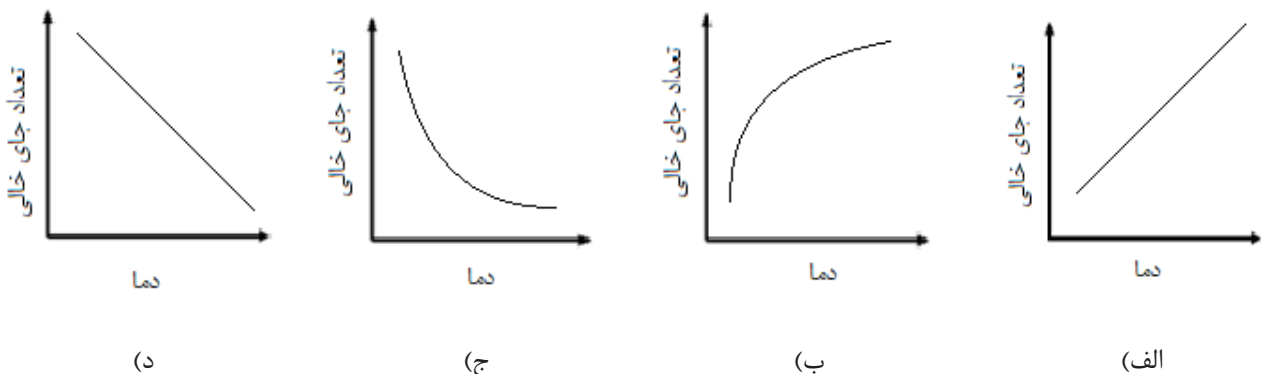 تعداد جای خالی
دما
الف)
تعداد جای خالی
دما
ب)
تعداد جای خالی
دما
ج)
تعداد جای خالی
دما
د)